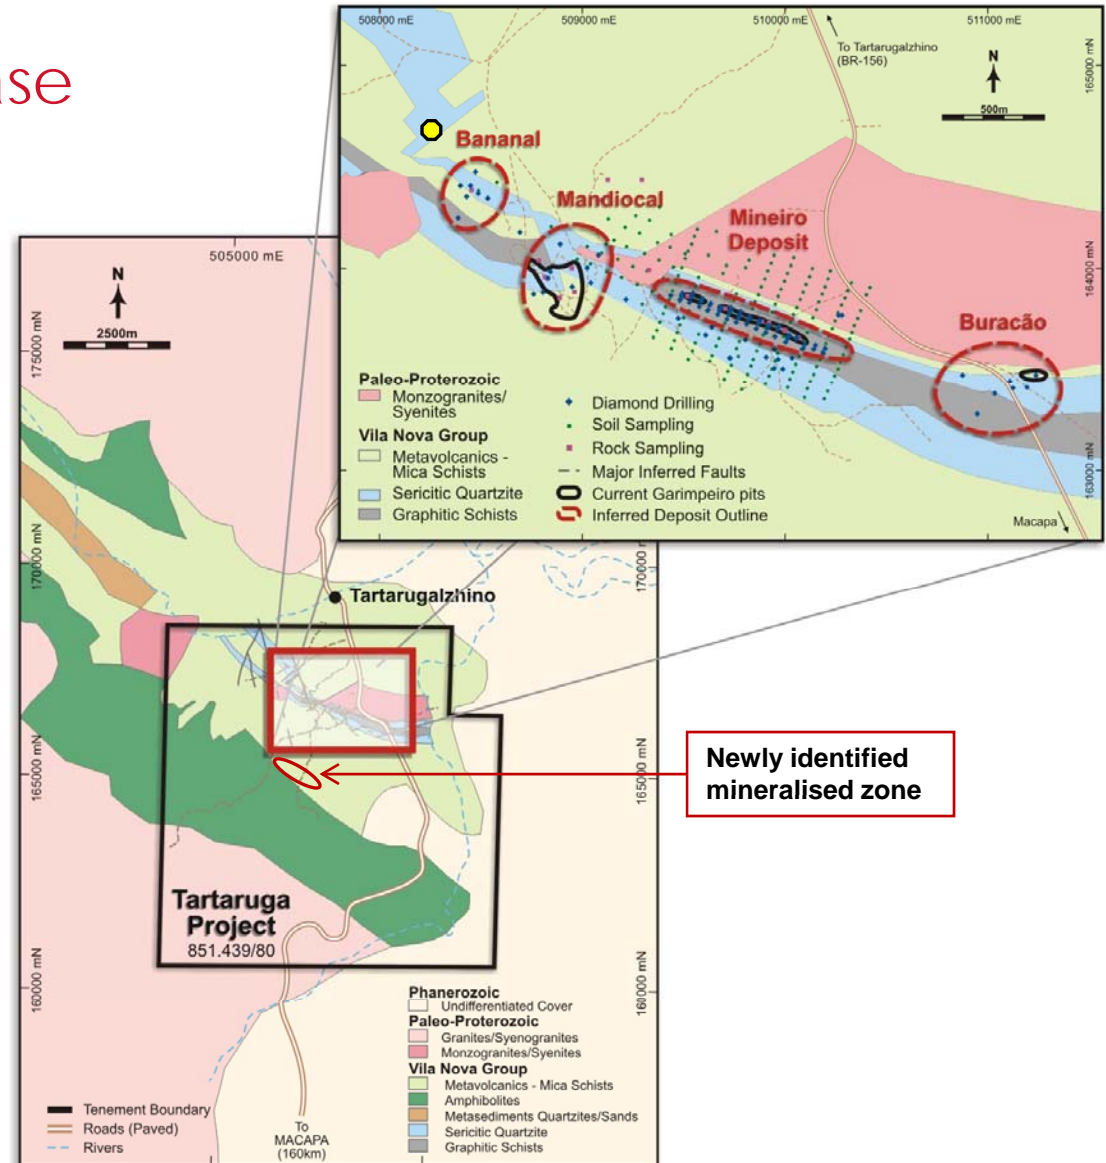 ase
508000 mE
509000 mE
510000 mE
511000 mE
To Tartarugalzhino
(BR-156)
N
500m
165000 mN
164000 mN
163000 mN
Bananal
Mandiocal
Mineiro
Deposit
Buracão
Paleo-Proterozoic
Monzogranites/
Syenites
Vila Nova Group
Metavolcanics -
Mica Schists
Sericitic Quartzite
Graphitic Schists
Diamond Drilling
Soil Sampling
Rock Sampling
Major Inferred Faults
Current Garimpeiro pits
Inferred Deposit Outline
Macapa
505000 mE
N
2500m
175000 mN
170000 mN
170000 m
Tartarugalzhino
165000 mN
165000 mN
Newly identified
mineralised zone
Tartaruga
Project
851.439/80
160000 mN
160000 mN
Phanerozoic
Undifferentiated Cover
Paleo-Proterozoic
Granites/Syenogranites
Monzogranites/Syenites
Vila Nova Group
Metavolcanics - Mica Schists
Amphibolites
Metasediments Quartzites/Sands
Sericitic Quartzite
Graphitic Schists
Tenement Boundary
Roads (Paved)
Rivers
To
MACAPA
(160km)